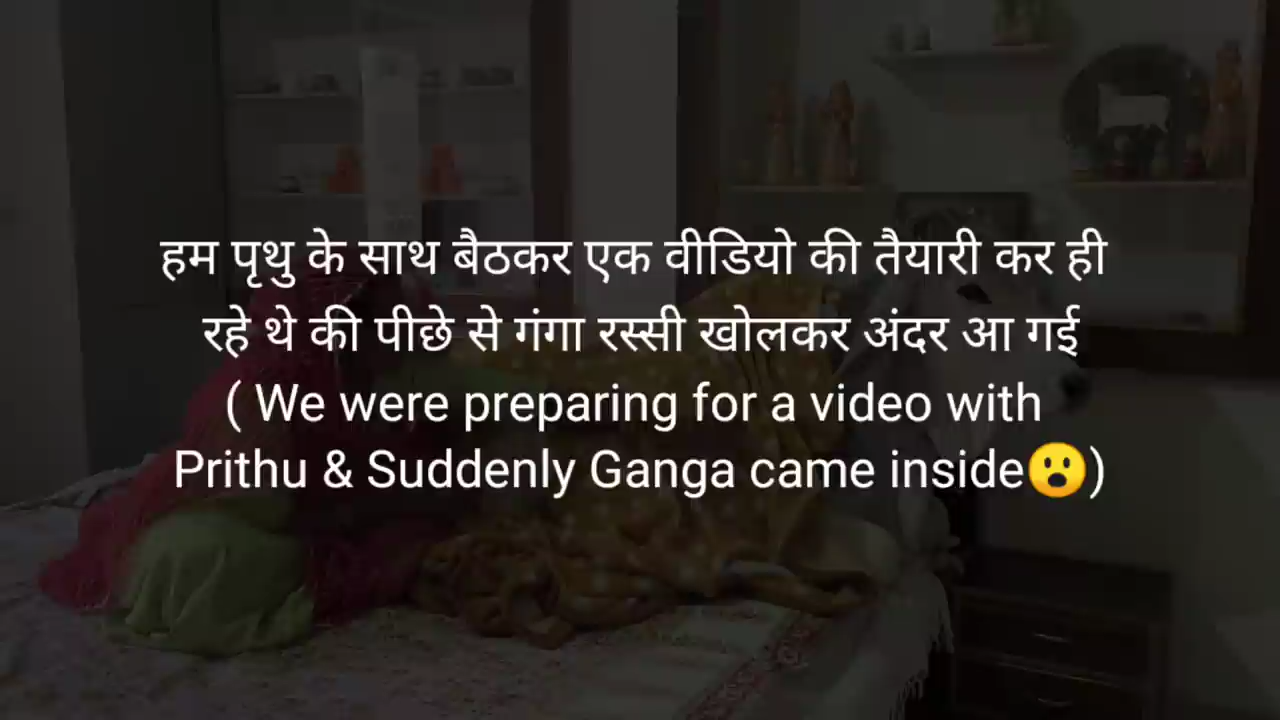 हम पृथु के साथ बैठकर एक वीडियो की तैयारी कर ही
रहे थे की पीछे से गंगा रस्सी खोलकर अंदर आ गई
( We were preparing for a video with
Prithu & Suddenly Ganga came inside😮)